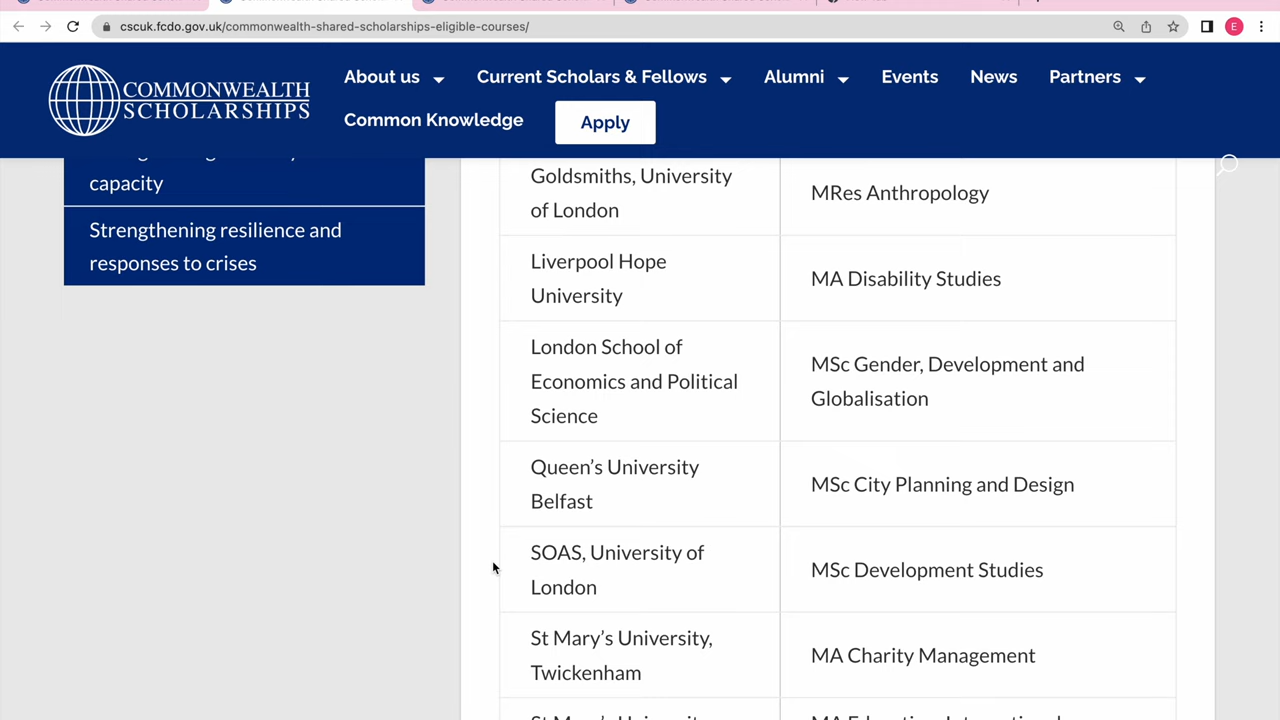 cscuk.fcdo.gov.uk/commonwealth-shared-scholarships-eligible-courses/
E
COMMONWEALTH
SCHOLARSHIPS
About us
Current Scholars & Fellows
Alumni
Events
News
Partners
Common Knowledge
Apply
capacity
Strengthening resilience and
responses to crises
Goldsmiths, University
of London
MRes Anthropology
Liverpool Hope
University
MA Disability Studies
London School of
Economics and Political
Science
MSc Gender, Development and
Globalisation
Queen's University
Belfast
MSc City Planning and Design
SOAS, University of
London
MSc Development Studies
St Mary's University,
Twickenham
MA Charity Management